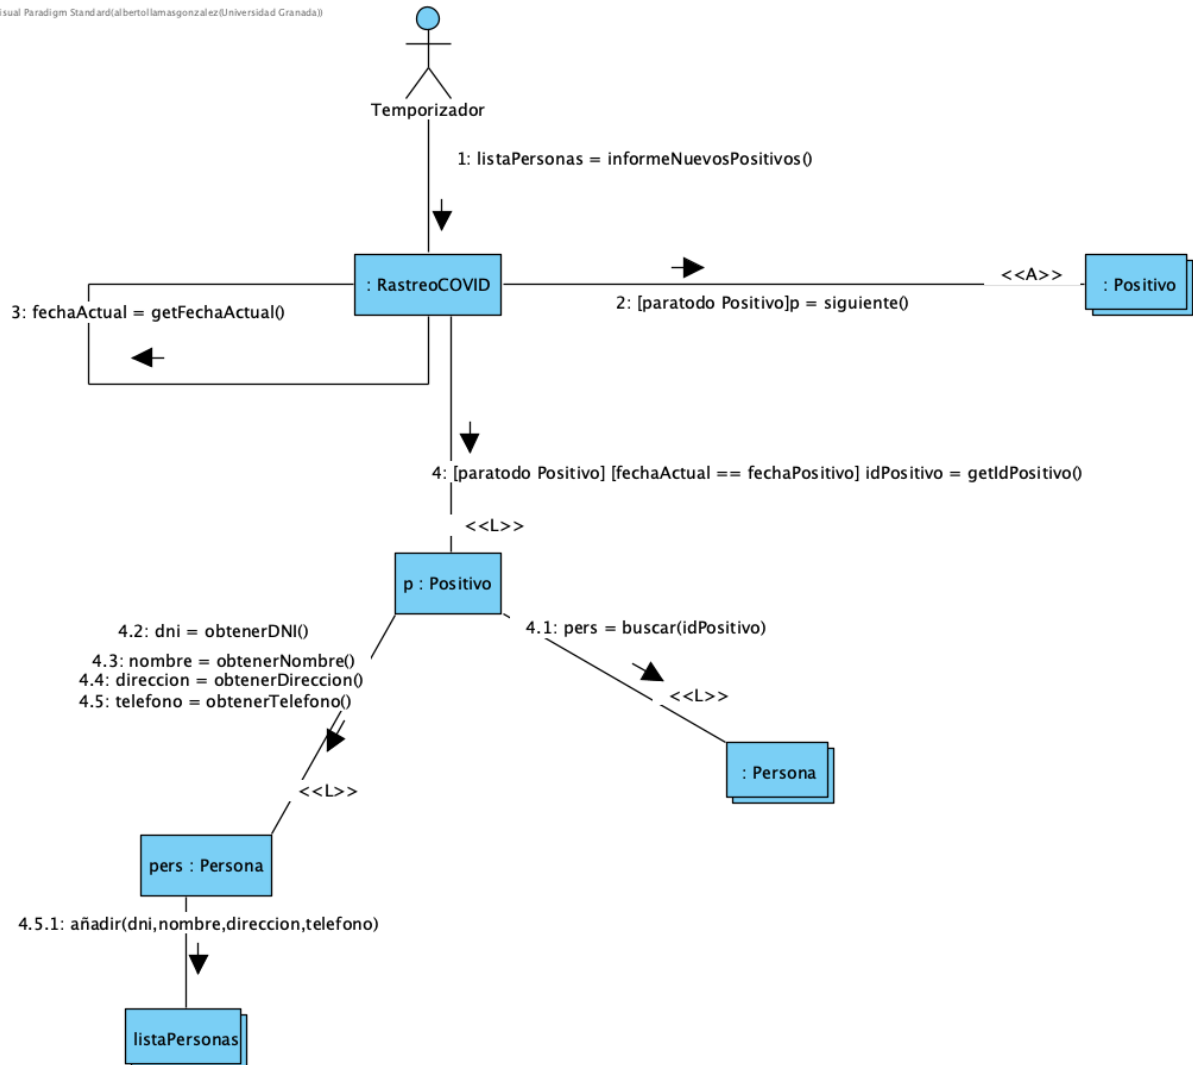 isual Paradigm Standard(albertollamasgonzalez(Universidad Granada))
Temporizador
1: listaPersonas = informeNuevosPositivos()
: RastreoCOVID
<<A>>
: Positivo
2: [paratodo Positivo]p = siguiente()
3: fechaActual = getFechaActual()
4: [paratodo Positivo] [fechaActual == fechaPositivo] idPositivo = getIdPositivo()
<<L>>
p : Positivo
4.1: pers = buscar(idPositivo)
4.2: dni = obtenerDNI()
4.3: nombre = obtenerNombre()
4.4: direccion = obtenerDireccion()
4.5: telefono = obtenerTelefono()
<<L>>
: Persona
<<L>>
pers : Persona
4.5.1: añadir(dni,nombre,direccion,telefono)
listaPersonas